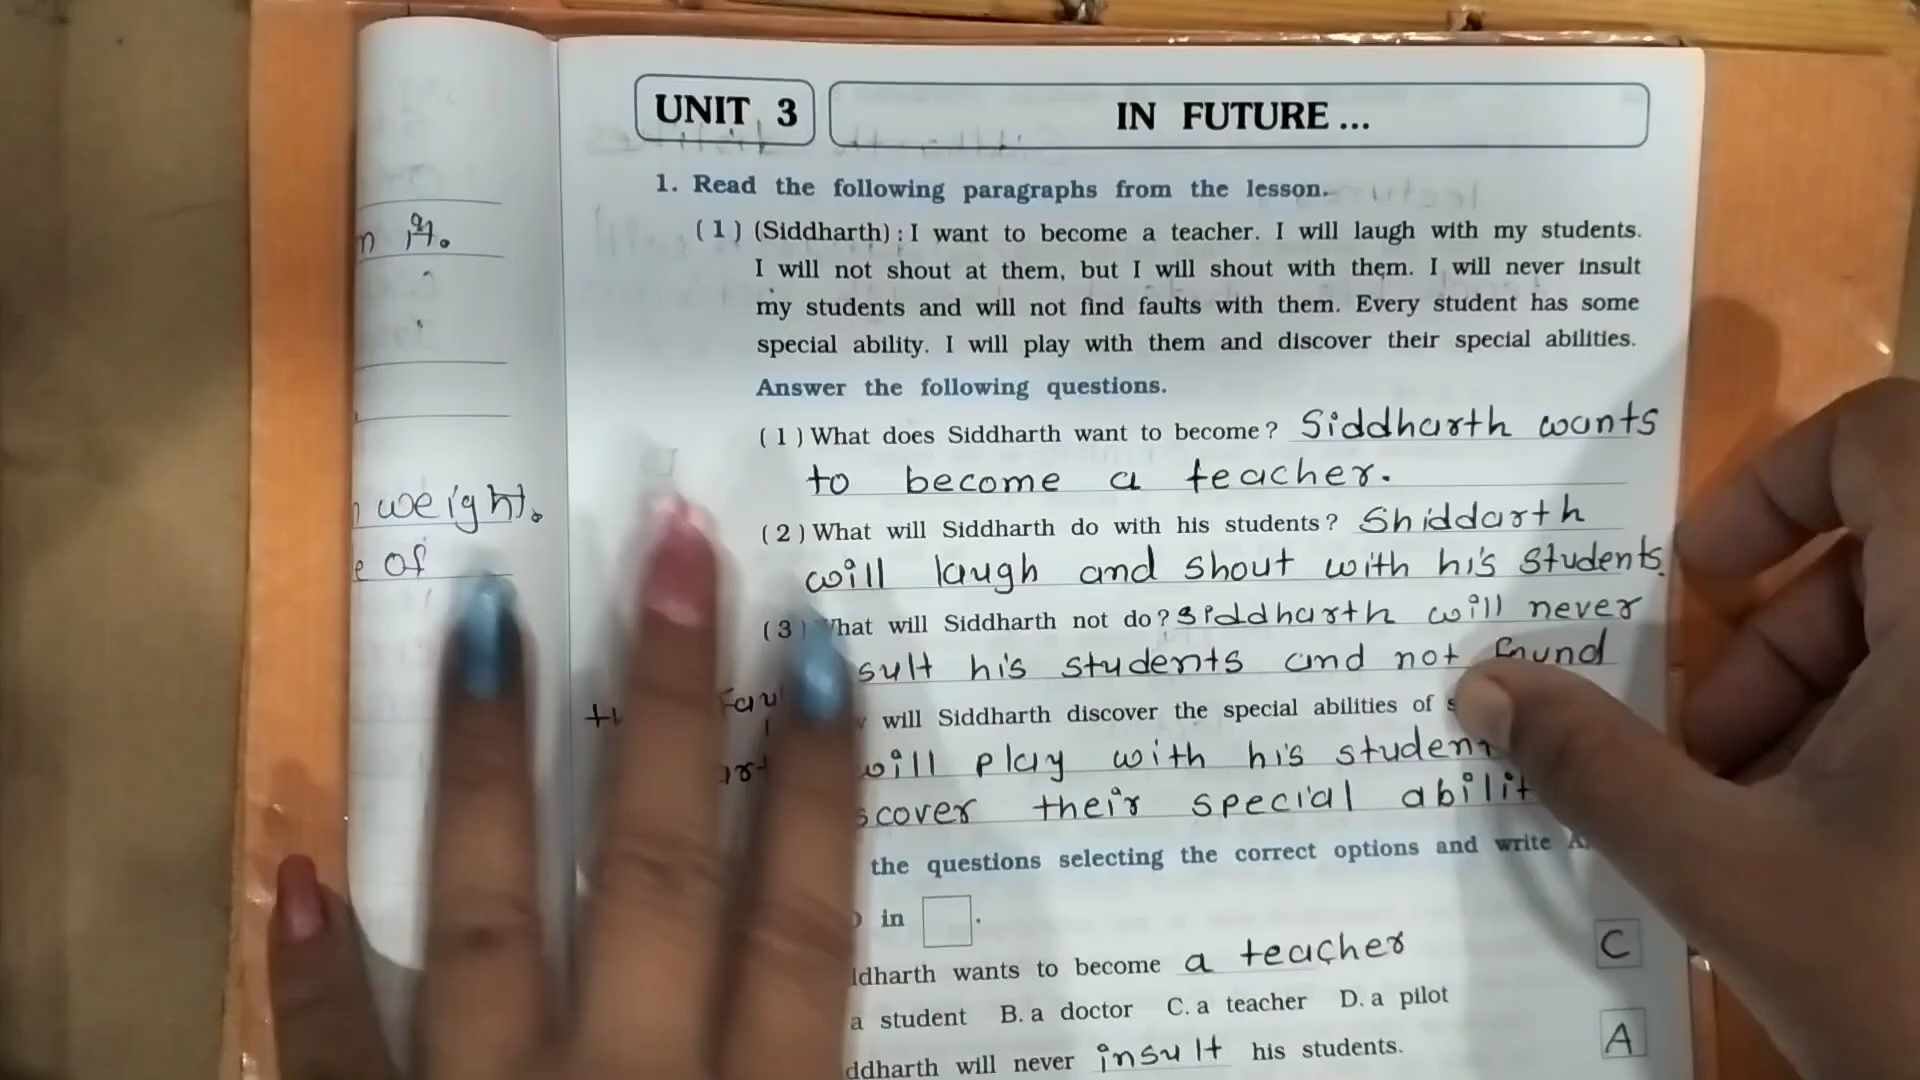 UNIT 3
IN FUTURE ...
1. Read the following paragraphs from the lesson.
(1) (Siddharth) : I want to become a teacher. I will laugh with my students.
I will not shout at them, but I will shout with them. I will never insult
my students and will not find faults with them. Every student has some
special ability. I will play with them and discover their special abilities.
Answer the following questions.
(1) What does Siddharth want to become? Siddharth wants
to become a teacher.
(2) What will Siddharth do with his students? Shiddarth
will laugh and shout with his students.
(3) What will Siddharth not do? Siddharth will never
sult his students and not
will Siddharth discover the special abilities of
will play with his student
scover their special abilit
the questions selecting the correct options and write
in
ddharth wants to become a teacher
C
a student B. a doctor C. a teacher D. a pilot
A
ddharth will never insult his students.
n it.
weight.
e of